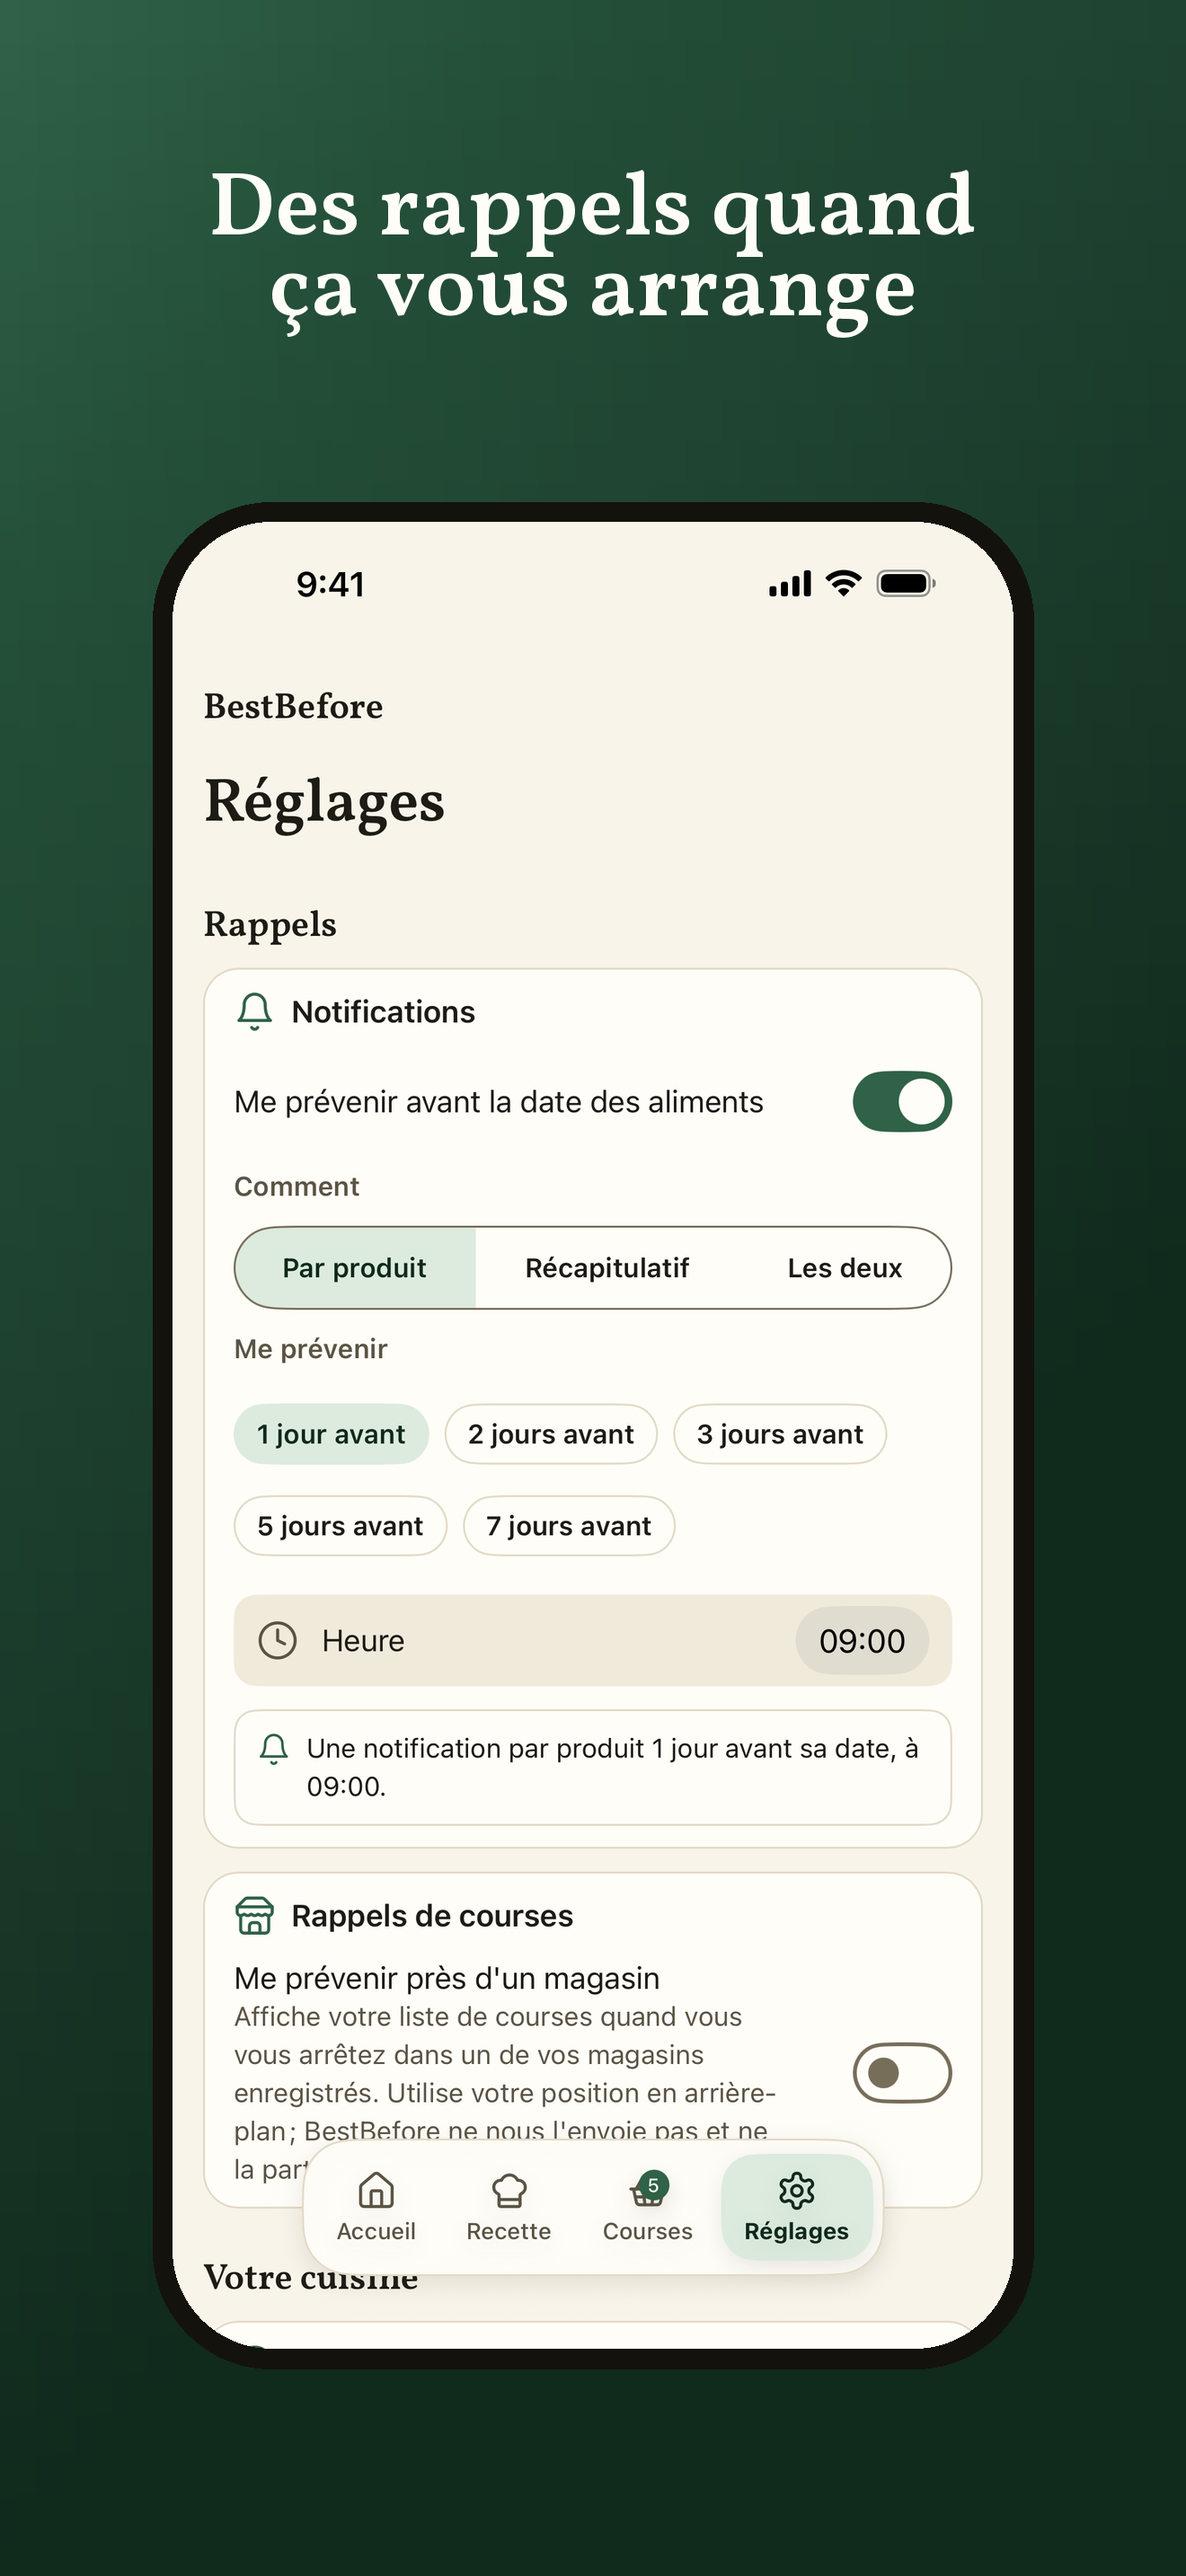 Des rappels quand
ça vous arrange
9:41
BestBefore
Réglages
Rappels
Notifications
Me prévenir avant la date des aliments
Comment
Par produit Récapitulatif Les deux
Me prévenir
1 jour avant 2 jours avant 3 jours avant
5 jours avant 7 jours avant
Heure 09:00
Une notification par produit 1 jour avant sa date, à
09:00.
Rappels de courses
Me prévenir près d'un magasin
Affiche votre liste de courses quand vous
vous arrêtez dans un de vos magasins
enregistrés. Utilise votre position en arrière-
plan ; BestBefore ne nous l'envoie pas et ne
la
5
Accueil Recette Courses Réglages
Votre cuisine